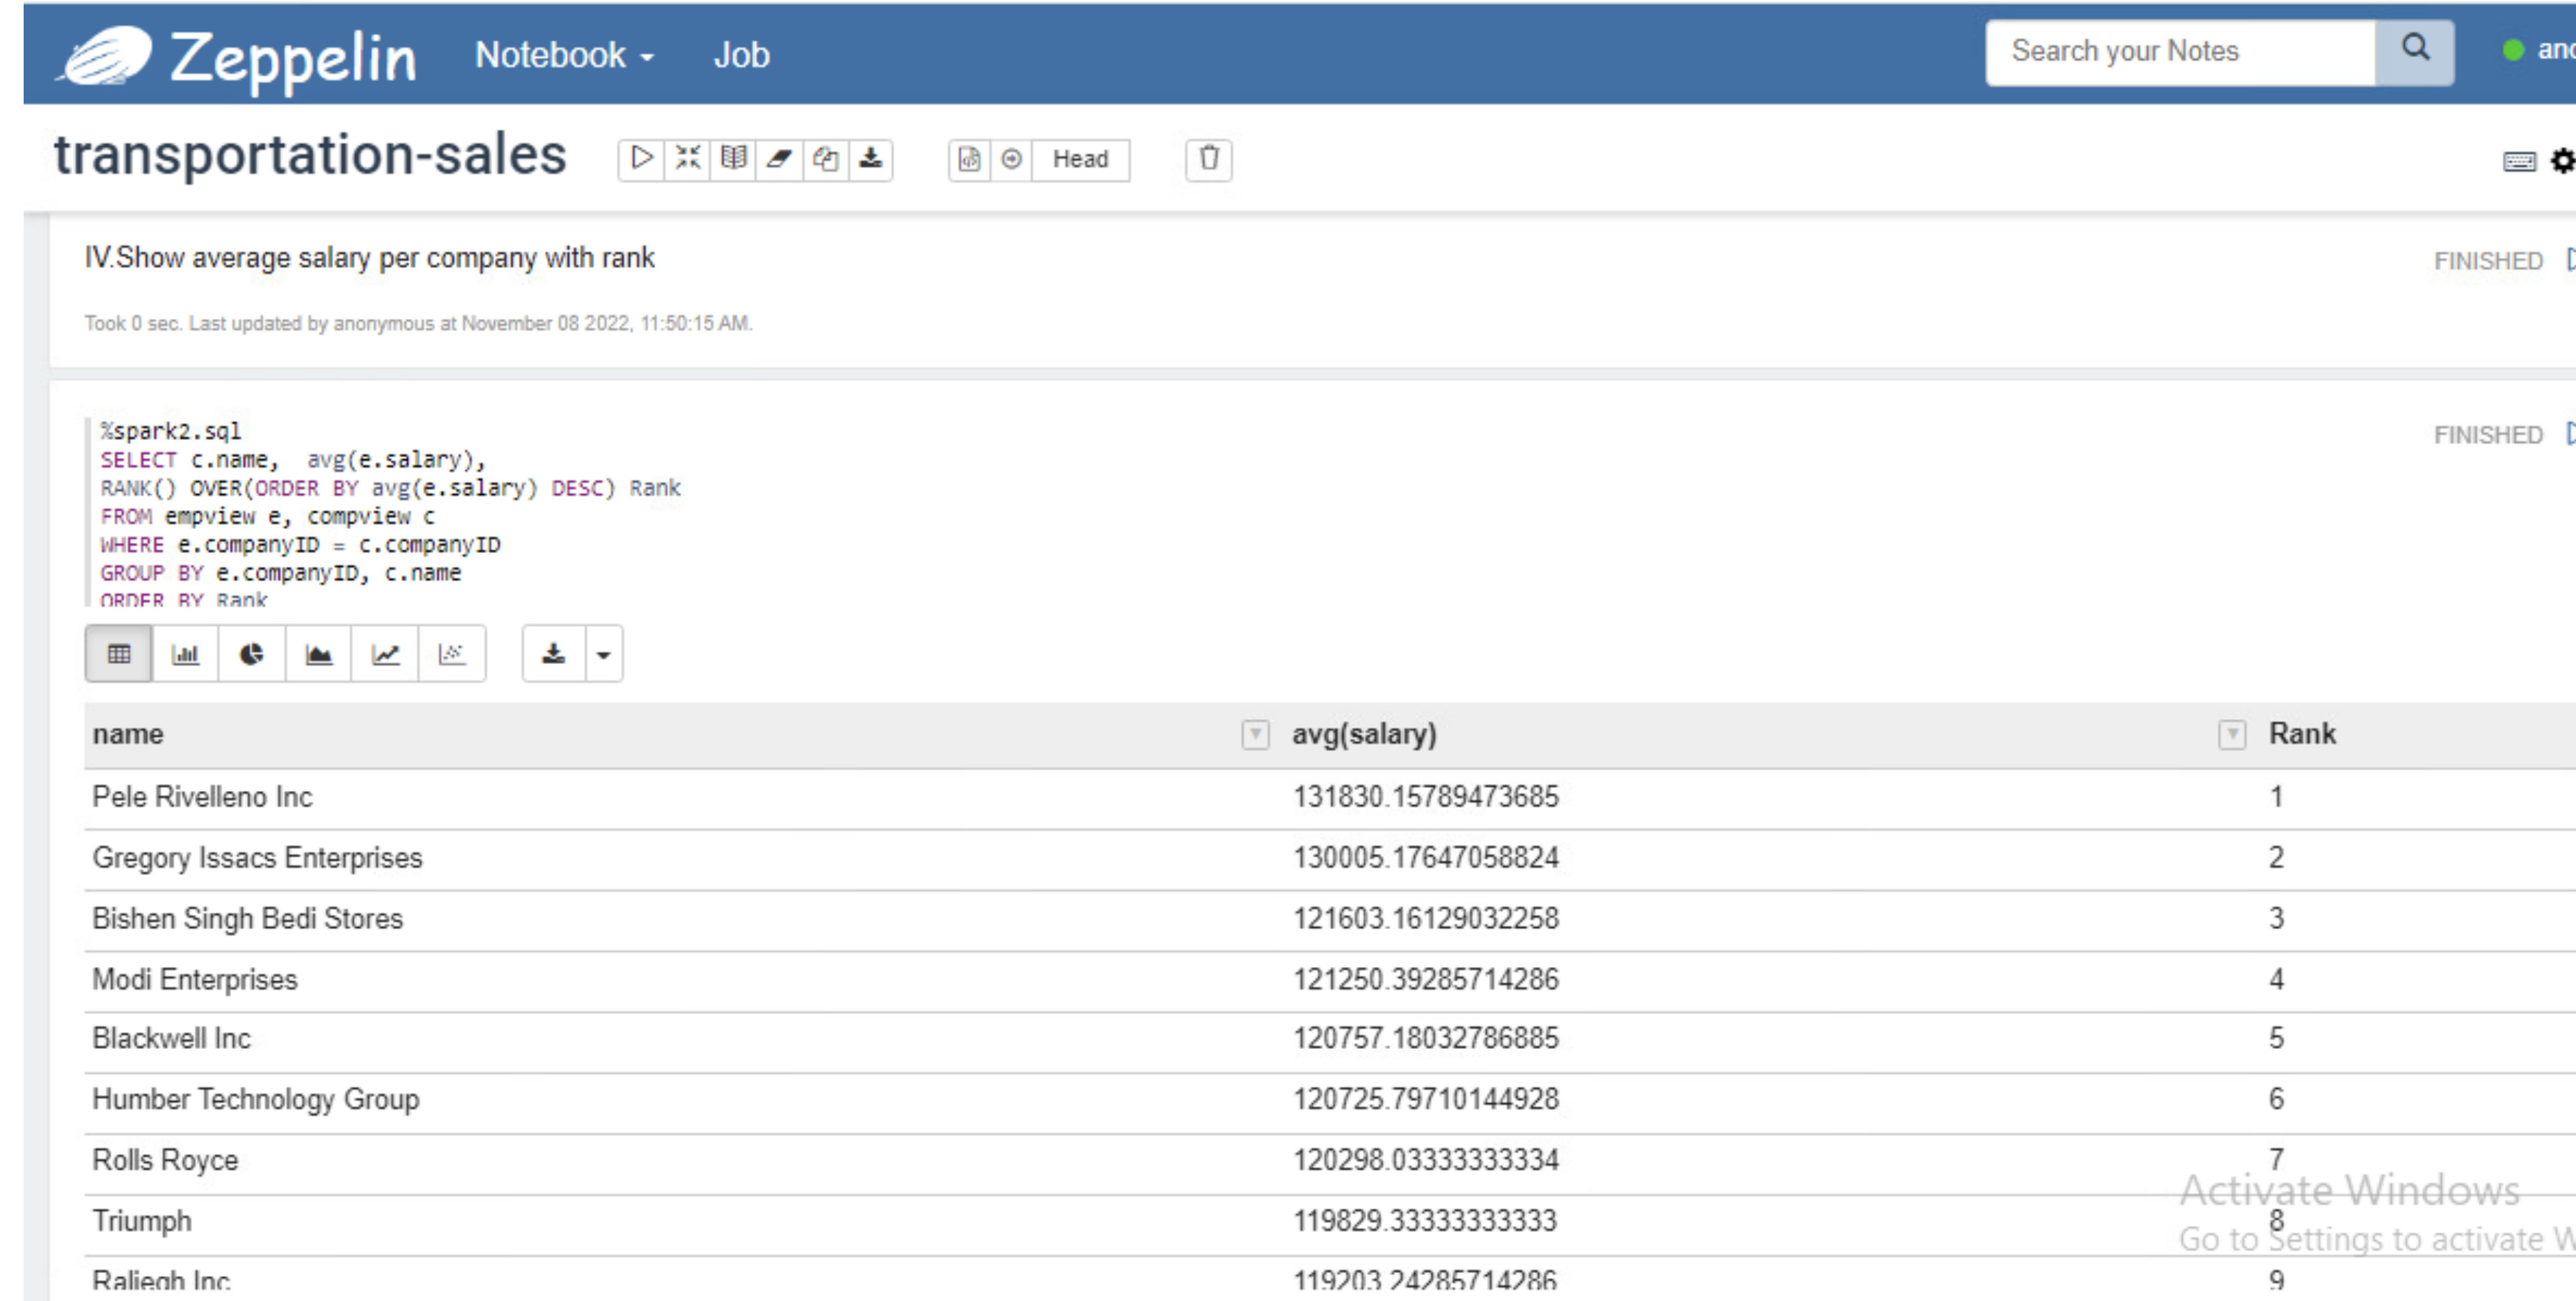 Zeppelin Notebook Job Search your Notes
transportation-sales Head
IV.Show average salary per company with rank FINISHED
Took 0 sec. Last updated by anonymous at November 08 2022, 11:50:15 AM.
%spark2.sql FINISHED
SELECT c.name, avg(e.salary),
RANK() OVER(ORDER BY avg(e.salary) DESC) Rank
FROM empview e, compview c
WHERE e.companyID = c.companyID
GROUP BY e.companyID, c.name
ORDER BY Rank
name avg(salary) Rank
Pele Rivelleno Inc 131830.15789473685 1
Gregory Issacs Enterprises 130005.17647058824 2
Bishen Singh Bedi Stores 121603.16129032258 3
Modi Enterprises 121250.39285714286 4
Blackwell Inc 120757.18032786885 5
Humber Technology Group 120725.79710144928 6
Rolls Royce 120298.03333333334 7
Activate Windows
Triumph 119829.33333333333 8
Go to Settings to activate W
Raliegh Inc 119203.24285714286 9